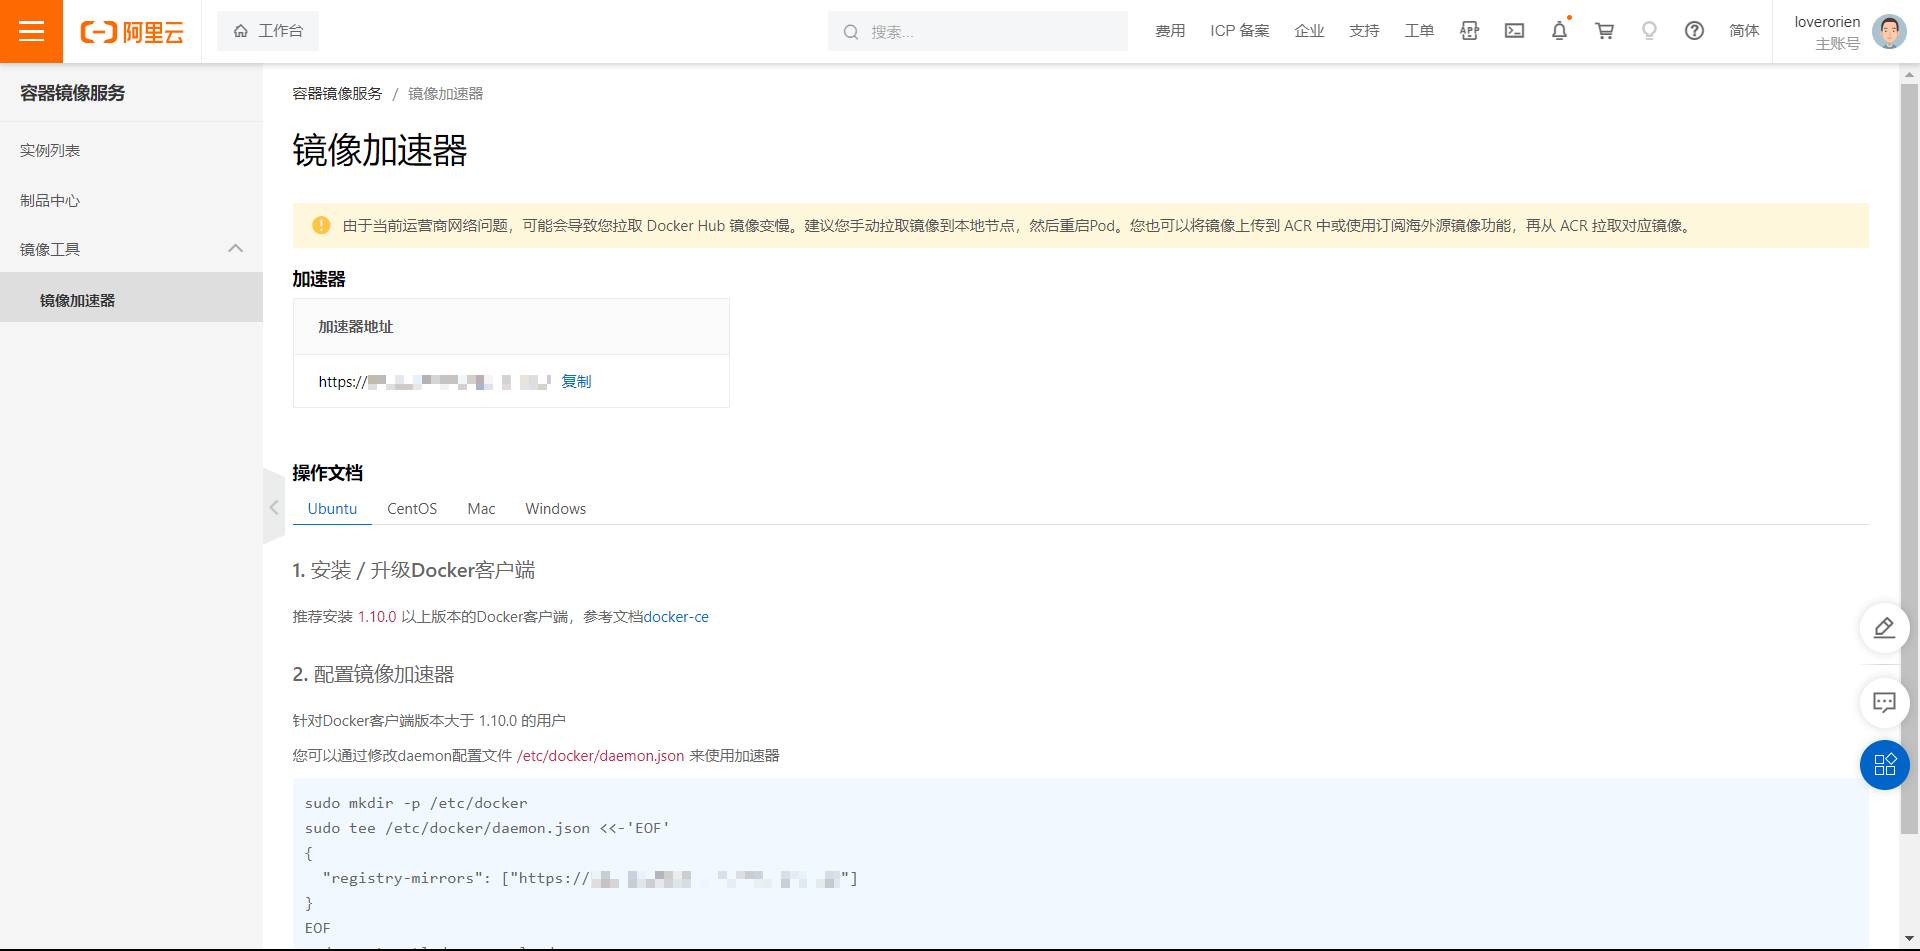 阿里云
工作台
搜索...
费用
ICP 备案
企业
支持
工单
APP
简体
loverorien
主账号
容器镜像服务
实例列表
制品中心
镜像工具
镜像加速器
容器镜像服务 / 镜像加速器
镜像加速器
由于当前运营商网络问题，可能会导致您拉取 Docker Hub 镜像变慢。建议您手动拉取镜像到本地节点，然后重启Pod。您也可以将镜像上传到 ACR 中或使用订阅海外源镜像功能，再从 ACR 拉取对应镜像。
加速器
加速器地址
https:// 复制
操作文档
Ubuntu CentOS Mac Windows
1. 安装 / 升级Docker客户端
推荐安装 1.10.0 以上版本的Docker客户端，参考文档docker-ce
2. 配置镜像加速器
针对Docker客户端版本大于 1.10.0 的用户
您可以通过修改daemon配置文件 /etc/docker/daemon.json 来使用加速器
sudo mkdir -p /etc/docker
sudo tee /etc/docker/daemon.json <<-'EOF'
{
"registry-mirrors": ["https://"]
}
EOF